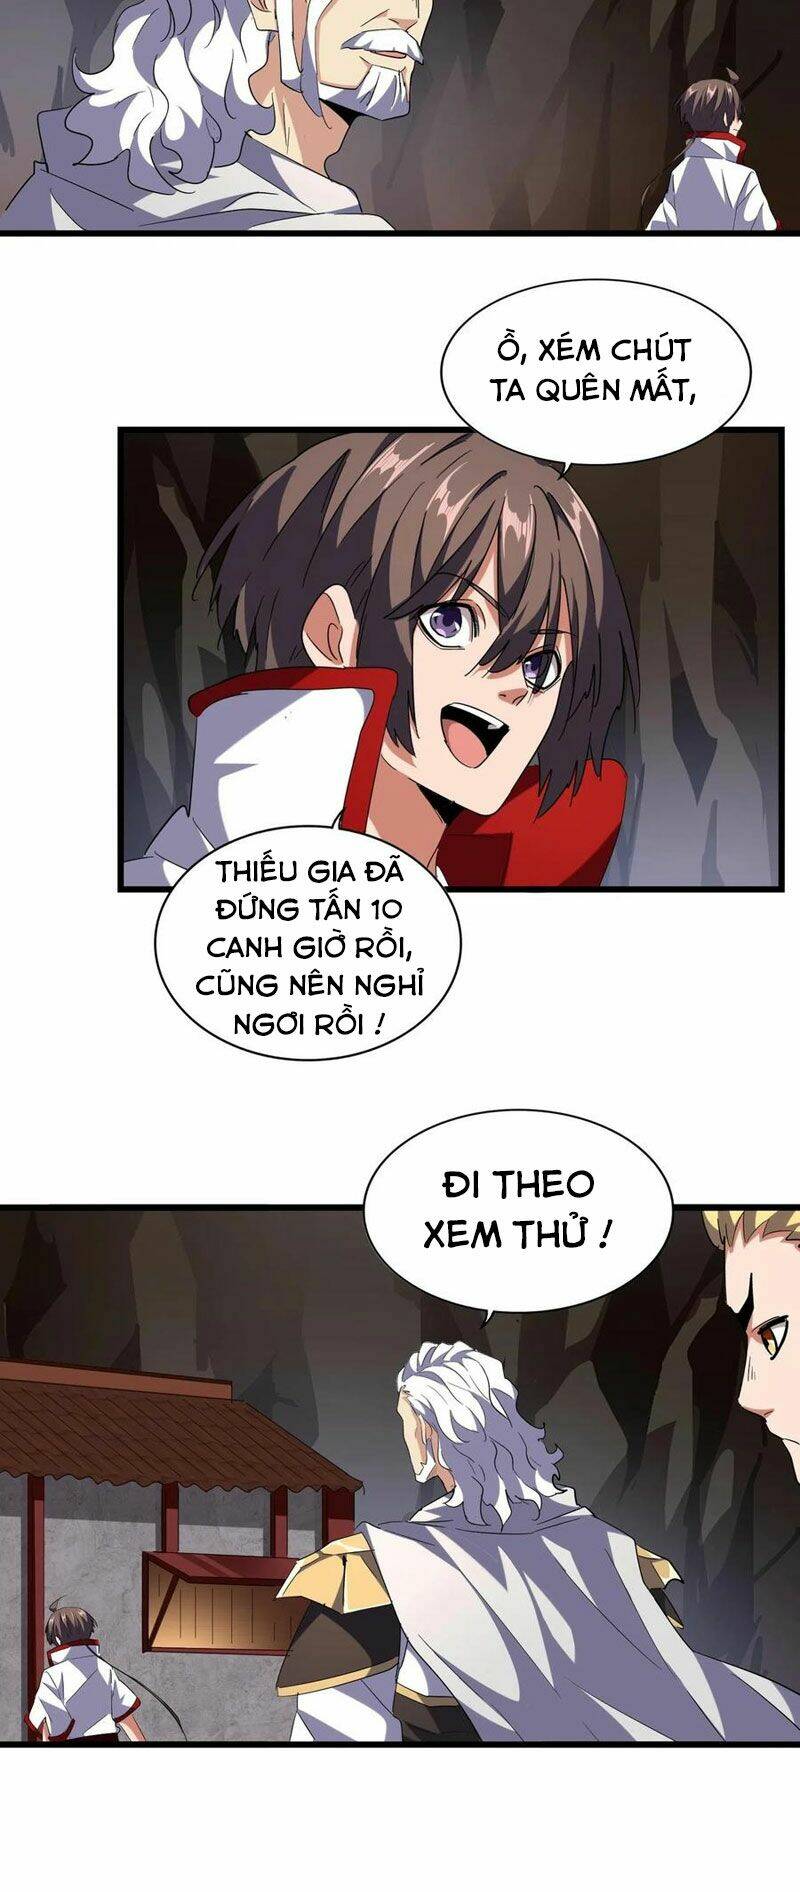 Ồ, XÉM CHÚT
TA QUÊN MẤT,
THIẾU GIA ĐÃ
ĐỨNG TẤN 10
CANH GIỜ RỒI,
CŨNG NÊN NGHỈ
NGƠI RỒI !
ĐI THEO
XEM THỬ !